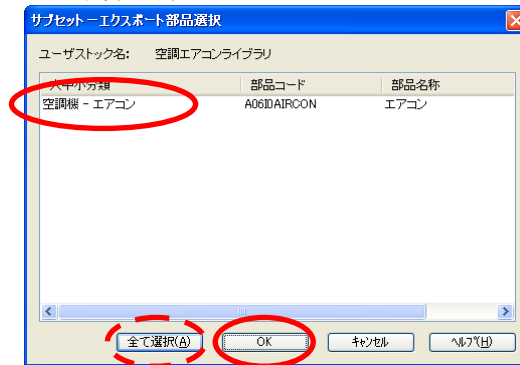 サブセットーエクスポート部品選択
ユーザストック名: 空調エアコンライブラリ
大中小分類 部品コード 部品名称
空調機 - エアコン A06IDAIRCON エアコン
全て選択(A) OK キャンセル ヘルプ(H)